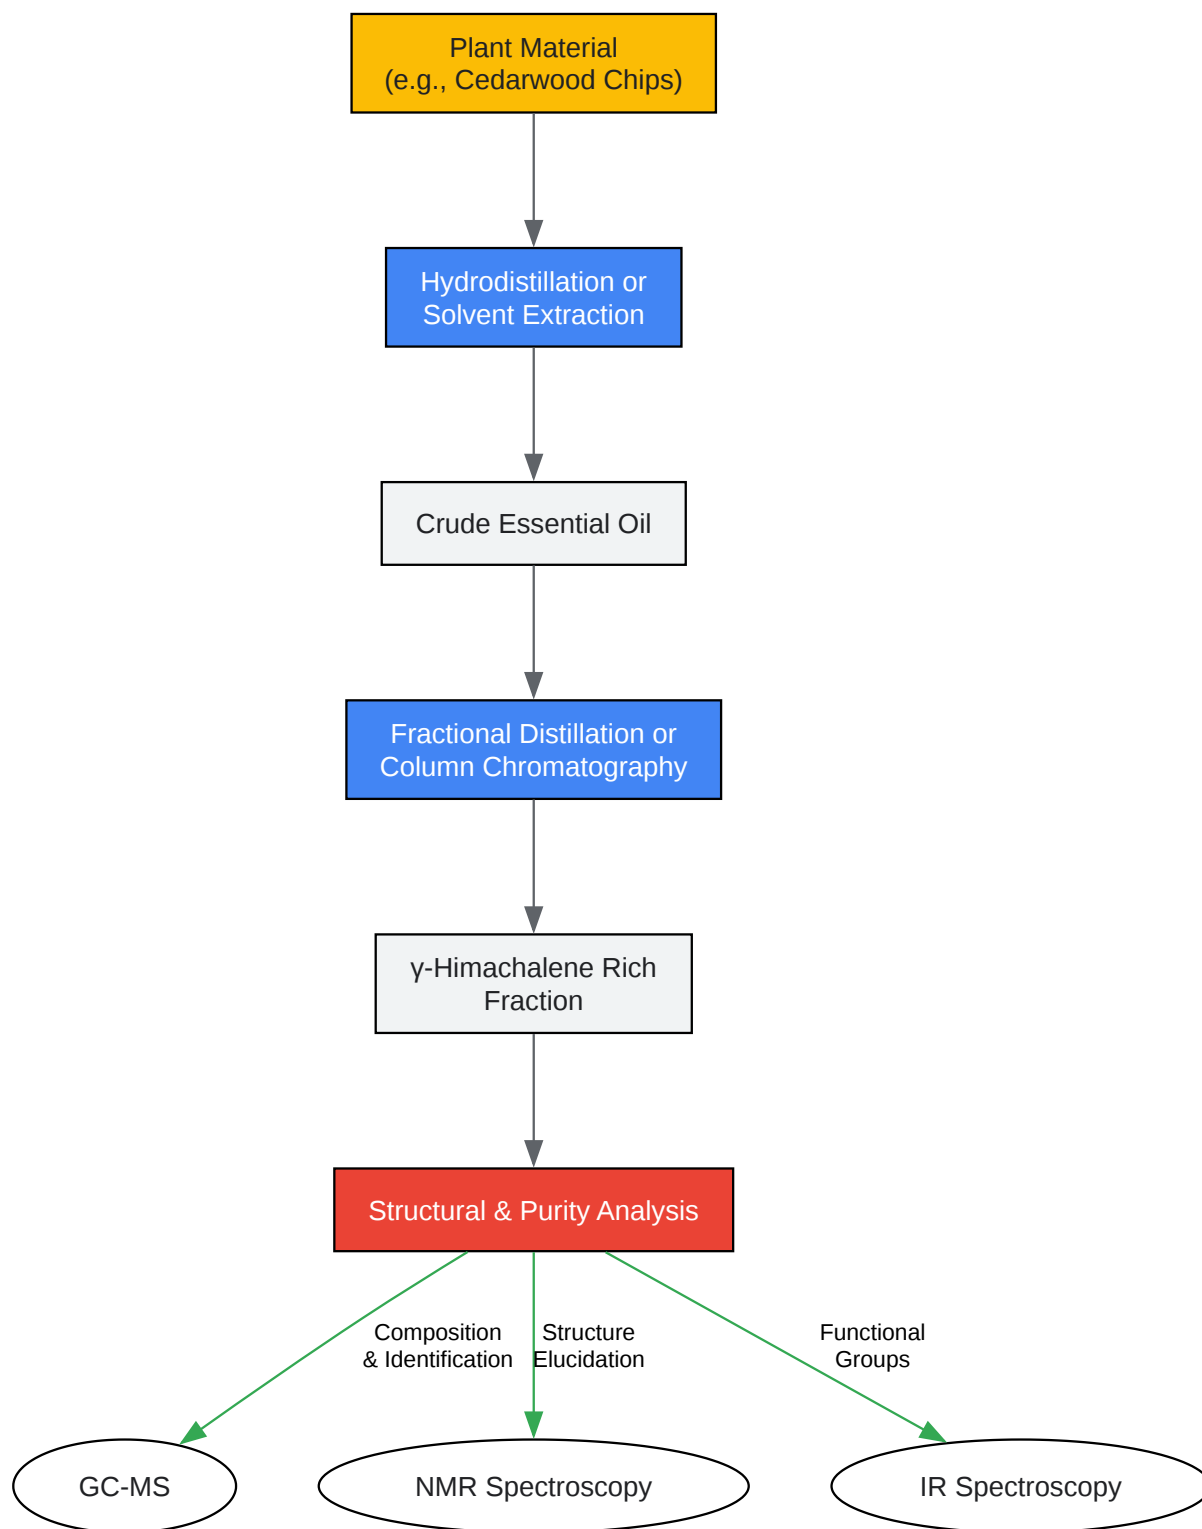 Plant Material
(e.g., Cedarwood Chips)
Hydrodistillation or
Solvent Extraction
Crude Essential Oil
Fractional Distillation or
Column Chromatography
γ-Himachalene Rich
Fraction
Structural & Purity Analysis
Composition
& Identification
Structure
Elucidation
Functional
Groups
GC-MS
NMR Spectroscopy
IR Spectroscopy